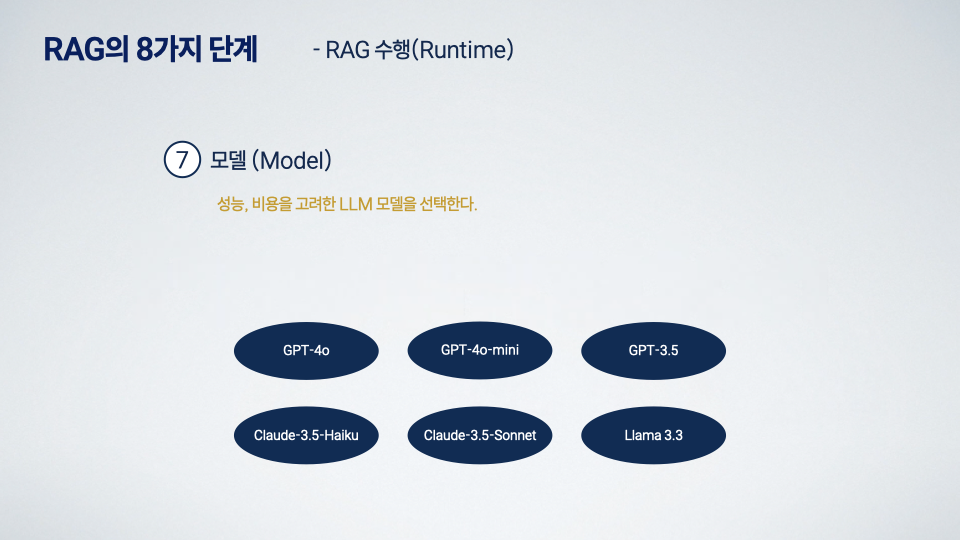 RAG의 8가지 단계 - RAG 수행(Runtime)
7 모델 (Model)
성능, 비용을 고려한 LLM 모델을 선택한다.
GPT-4o GPT-4o-mini GPT-3.5
Claude-3.5-Haiku Claude-3.5-Sonnet Llama 3.3